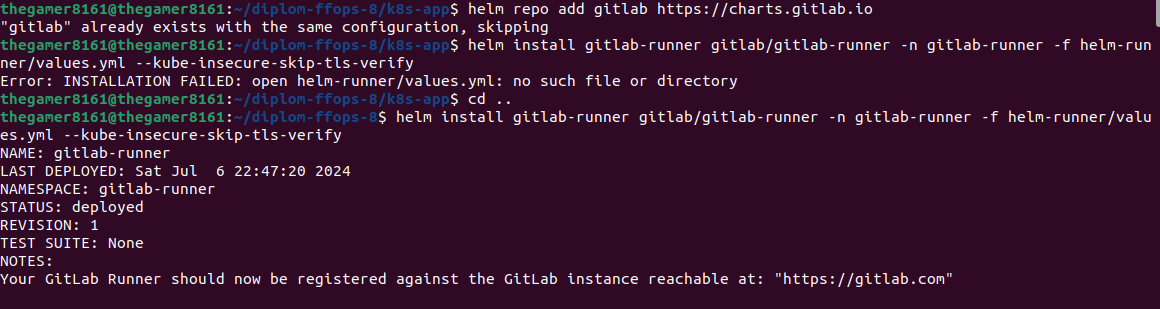 thegamer8161@thegamer8161:~/diplom-ffops-8/k8s-app$ helm repo add gitlab https://charts.gitlab.io
"gitlab" already exists with the same configuration, skipping
thegamer8161@thegamer8161:~/diplom-ffops-8/k8s-app$ helm install gitlab-runner gitlab/gitlab-runner -n gitlab-runner -f helm-run
ner/values.yml --kube-insecure-skip-tls-verify
Error: INSTALLATION FAILED: open helm-runner/values.yml: no such file or directory
thegamer8161@thegamer8161:~/diplom-ffops-8/k8s-app$ cd ..
thegamer8161@thegamer8161:~/diplom-ffops-8$ helm install gitlab-runner gitlab/gitlab-runner -n gitlab-runner -f helm-runner/valu
es.yml --kube-insecure-skip-tls-verify
NAME: gitlab-runner
LAST DEPLOYED: Sat Jul  6 22:47:20 2024
NAMESPACE: gitlab-runner
STATUS: deployed
REVISION: 1
TEST SUITE: None
NOTES:
Your GitLab Runner should now be registered against the GitLab instance reachable at: "https://gitlab.com"